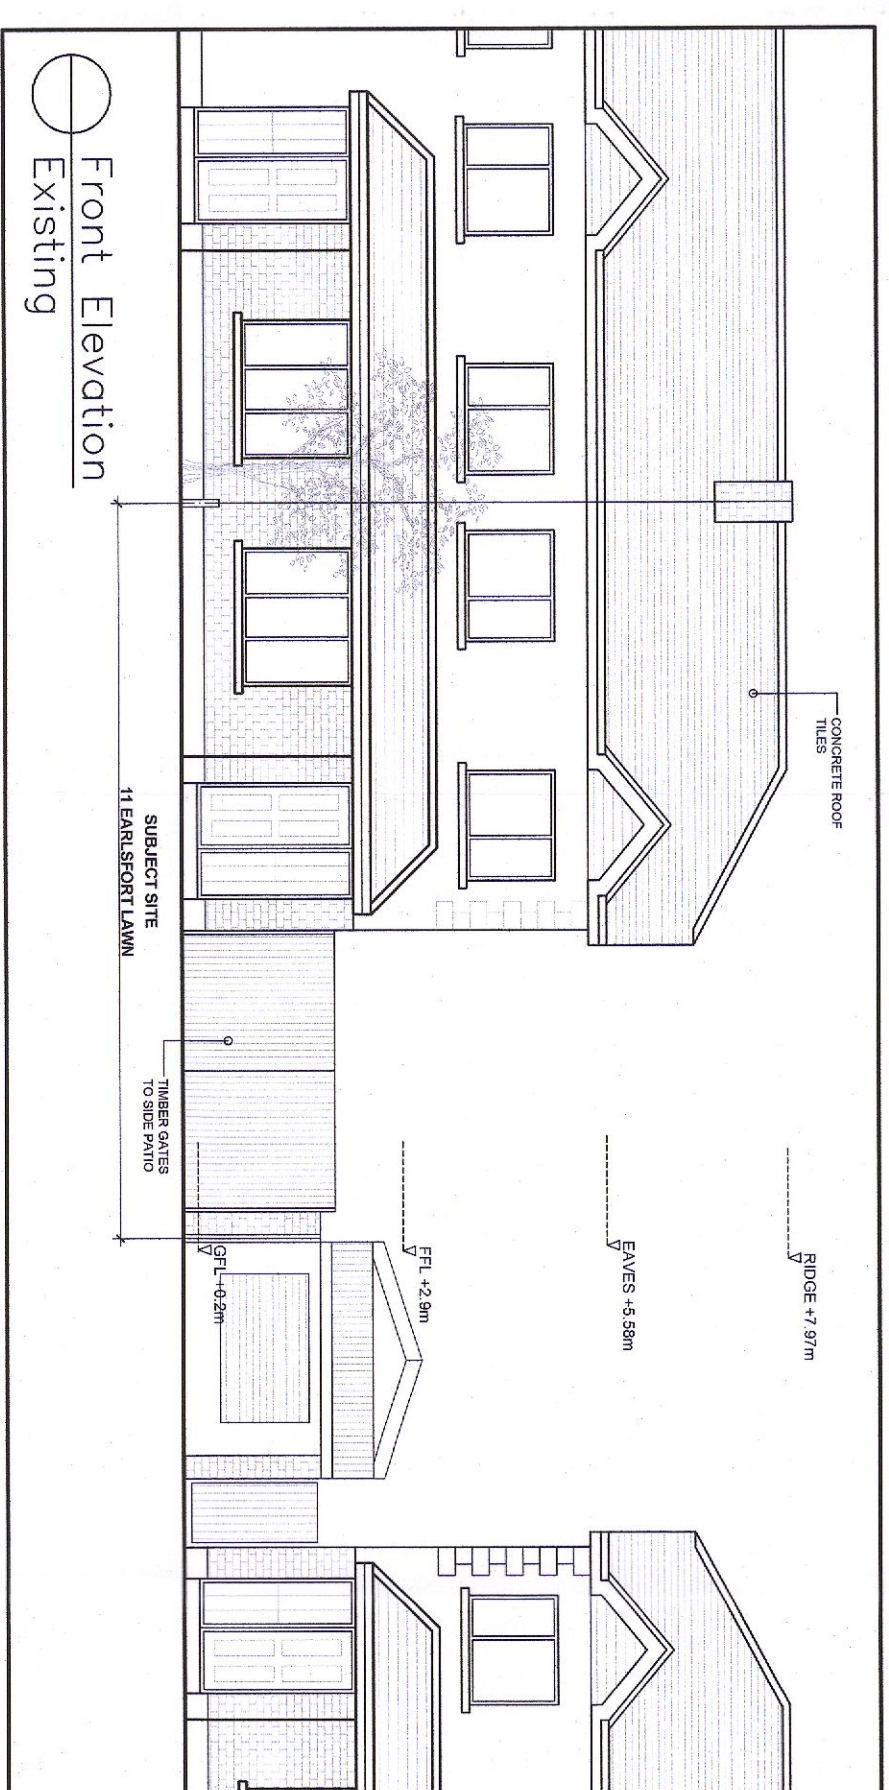 CONCRETE ROOF
TILES
RIDGE +7.97m
EAVES +5.58m
FFL +2.9m
GFL +0.2m
TIMBER GATES
TO SIDE PATIO
SUBJECT SITE
11 EARLSFORT LAWN
Front Elevation
Existing